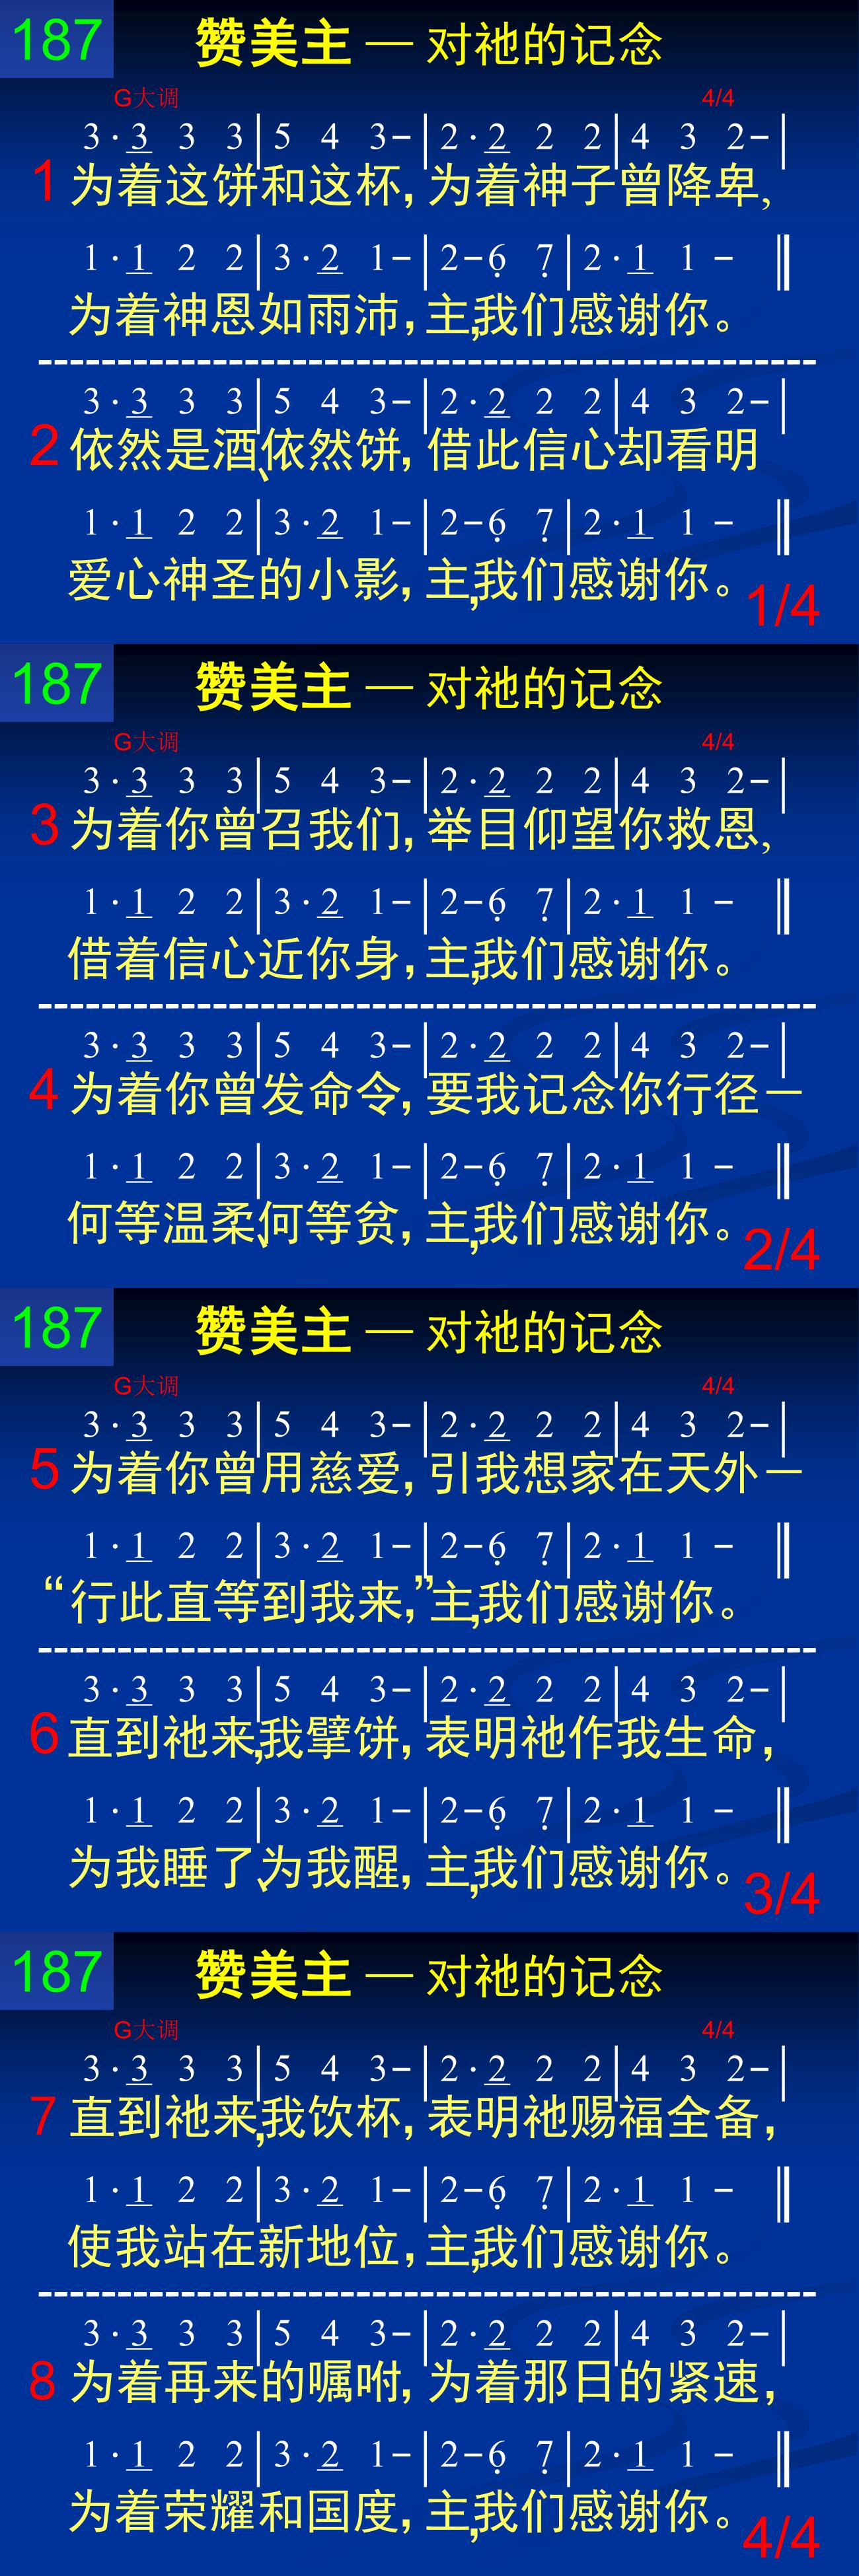 187
赞美主 — 对祂的记念
G大调 4/4
3 · 3 3 3 | 5 4 3– | 2 · 2 2 2 | 4 3 2– |
1 为着这饼和这杯, 为着神子曾降卑,
1 · 1 2 2 | 3 · 2 1– | 2–6̣ 7̣ | 2 · 1 1 – ‖
为着神恩如雨沛, 主,我们感谢你。
3 · 3 3 3 | 5 4 3– | 2 · 2 2 2 | 4 3 2– |
2 依然是酒、依然饼, 借此信心却看明
1 · 1 2 2 | 3 · 2 1– | 2–6̣ 7̣ | 2 · 1 1 – ‖
爱心神圣的小影, 主,我们感谢你。
1/4
187
赞美主 — 对祂的记念
G大调 4/4
3 · 3 3 3 | 5 4 3– | 2 · 2 2 2 | 4 3 2– |
3 为着你曾召我们, 举目仰望你救恩,
1 · 1 2 2 | 3 · 2 1– | 2–6̣ 7̣ | 2 · 1 1 – ‖
借着信心近你身, 主,我们感谢你。
3 · 3 3 3 | 5 4 3– | 2 · 2 2 2 | 4 3 2– |
4 为着你曾发命令, 要我记念你行径—
1 · 1 2 2 | 3 · 2 1– | 2–6̣ 7̣ | 2 · 1 1 – ‖
何等温柔、何等贫, 主,我们感谢你。
2/4
187
赞美主 — 对祂的记念
G大调 4/4
3 · 3 3 3 | 5 4 3– | 2 · 2 2 2 | 4 3 2– |
5 为着你曾用慈爱, 引我想家在天外—
1 · 1 2 2 | 3 · 2 1– | 2–6̣ 7̣ | 2 · 1 1 – ‖
“行此直等到我来,”主,我们感谢你。
3 · 3 3 3 | 5 4 3– | 2 · 2 2 2 | 4 3 2– |
6 直到祂来,我擘饼, 表明祂作我生命,
1 · 1 2 2 | 3 · 2 1– | 2–6̣ 7̣ | 2 · 1 1 – ‖
为我睡了、为我醒, 主,我们感谢你。
3/4
187
赞美主 — 对祂的记念
G大调 4/4
3 · 3 3 3 | 5 4 3– | 2 · 2 2 2 | 4 3 2– |
7 直到祂来,我饮杯, 表明祂赐福全备,
1 · 1 2 2 | 3 · 2 1– | 2–6̣ 7̣ | 2 · 1 1 – ‖
使我站在新地位, 主,我们感谢你。
3 · 3 3 3 | 5 4 3– | 2 · 2 2 2 | 4 3 2– |
8 为着再来的嘱咐, 为着那日的紧速,
1 · 1 2 2 | 3 · 2 1– | 2–6̣ 7̣ | 2 · 1 1 – ‖
为着荣耀和国度, 主,我们感谢你。
4/4